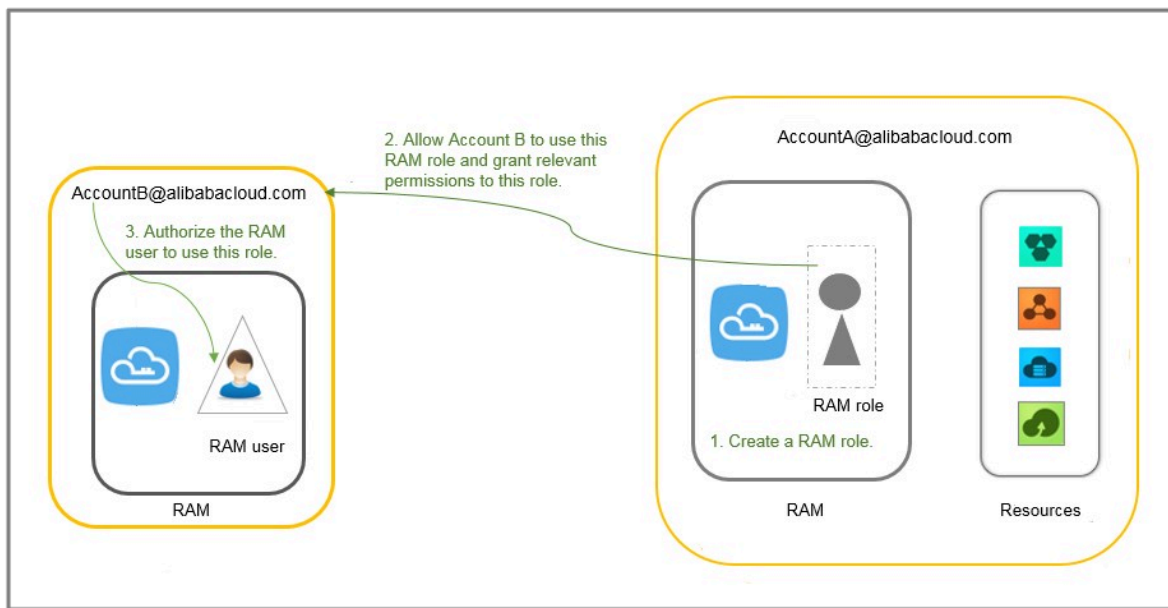 AccountA@alibabacloud.com
2. Allow Account B to use this
RAM role and grant relevant
permissions to this role.
AccountB@alibabacloud.com
3. Authorize the RAM
user to use this role.
RAM role
1. Create a RAM role.
RAM user
RAM
RAM
Resources